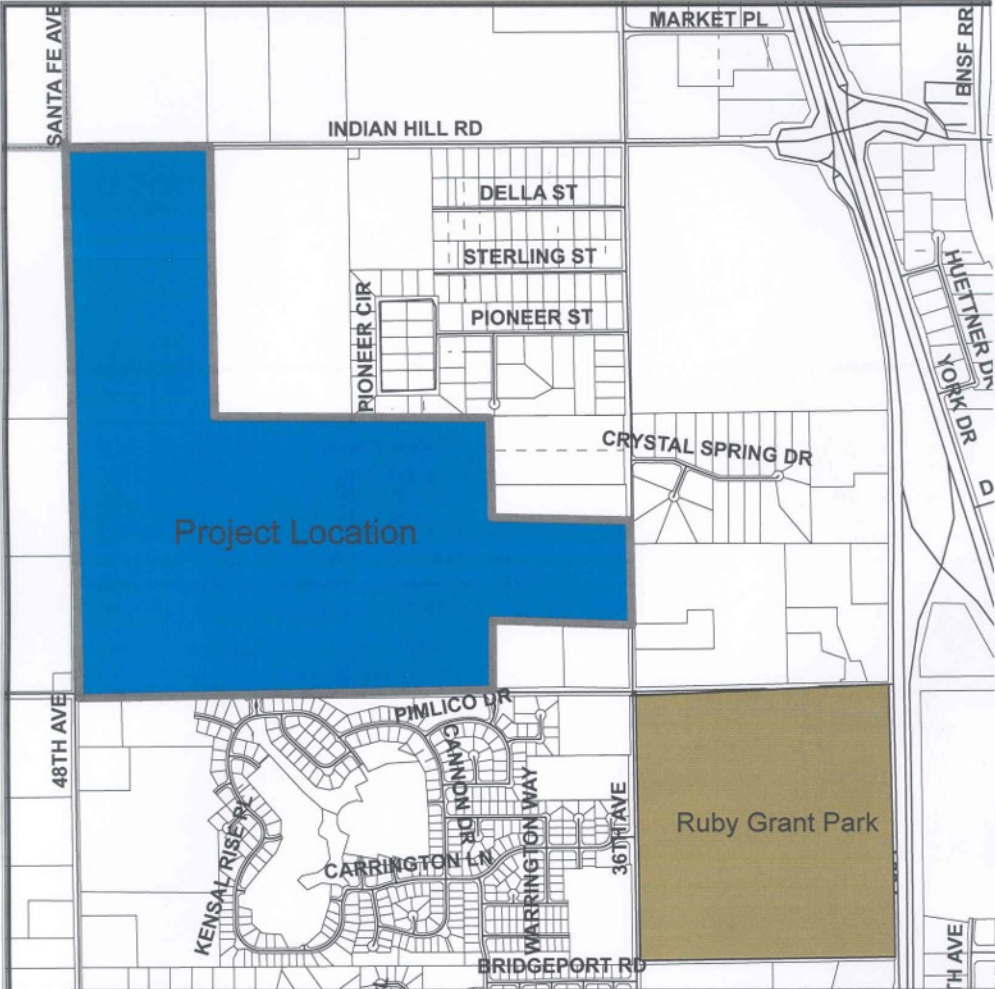 MARKET PL
SANTA FE AVE
BNSF RR
INDIAN HILL RD
DELLA ST
STERLING ST
PIONEER CIR
PIONEER ST
HUETTNER DR
YORK DR
CRYSTAL SPRING DR
D
Project Location
48TH AVE
PIMLICO DR
CANNON DR
WARRINGTON WAY
36TH AVE
Ruby Grant Park
KENSAL RISE PL
CARRINGTON LN
BRIDGEPORT RD
TH AVE